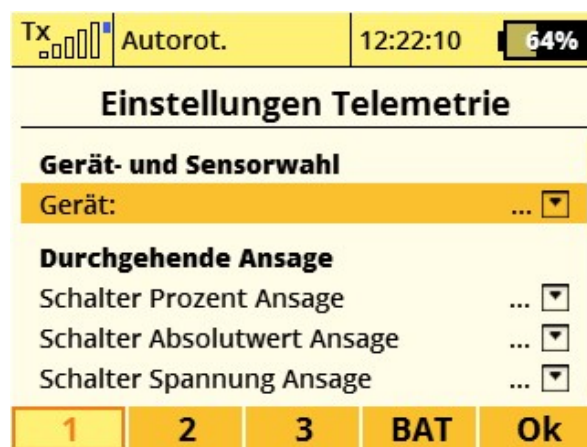 Tx Autorot. 12:22:10 64%
Einstellungen Telemetrie
Gerät- und Sensorwahl
Gerät: ...
Durchgehende Ansage
Schalter Prozent Ansage ...
Schalter Absolutwert Ansage ...
Schalter Spannung Ansage ...
1 2 3 BAT Ok